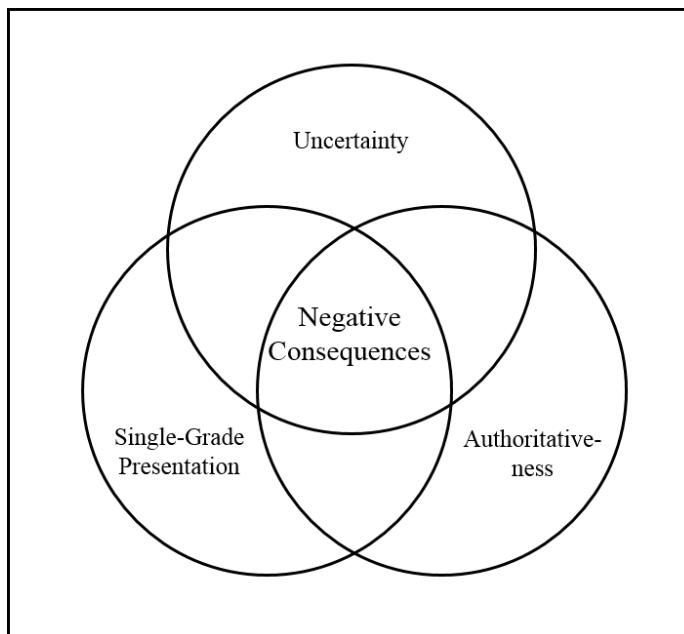 Uncertainty
Negative
Consequences
Single-Grade
Presentation
Authoritative-
ness